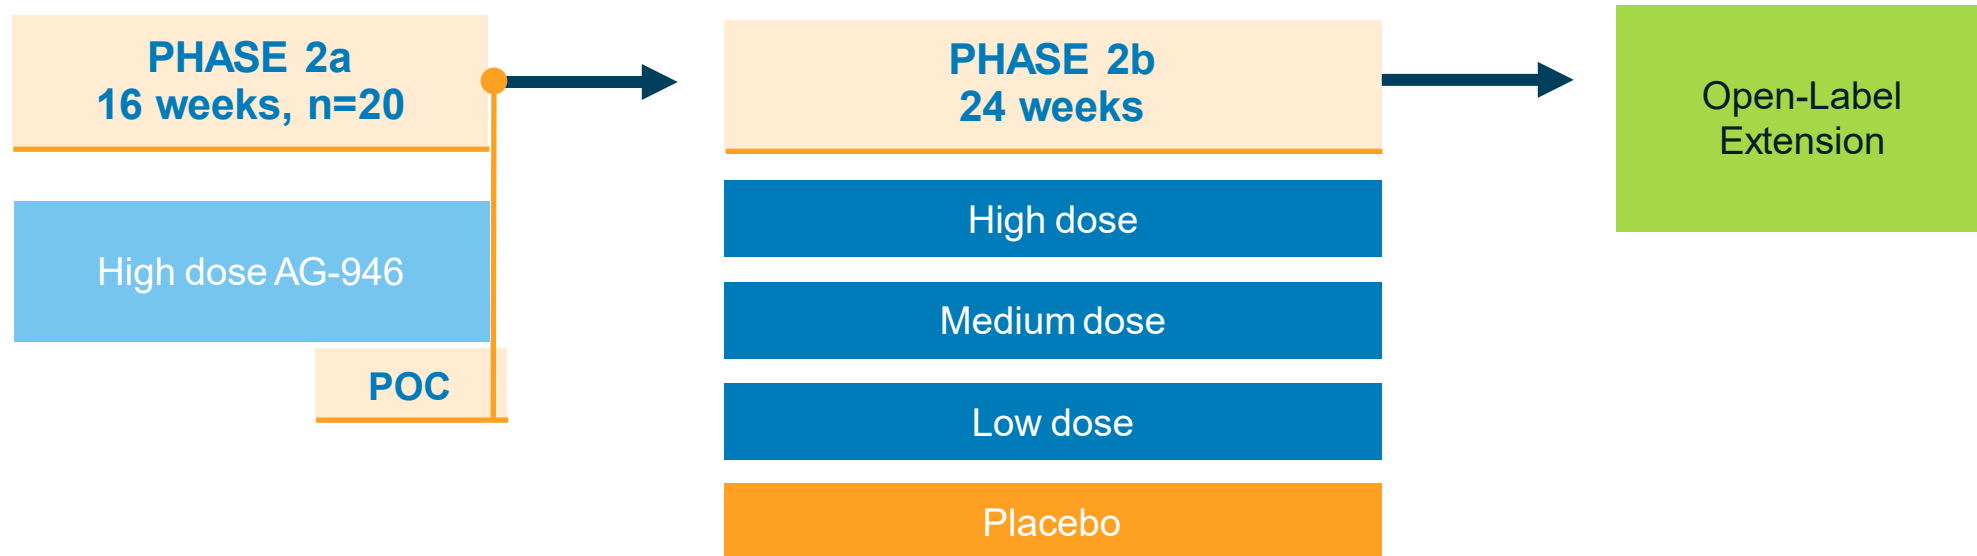 PHASE 2a
16 weeks, n=20
High dose AG-946
POC
PHASE 2b
24 weeks
High dose
Medium dose
Low dose
Placebo
Open-Label
Extension